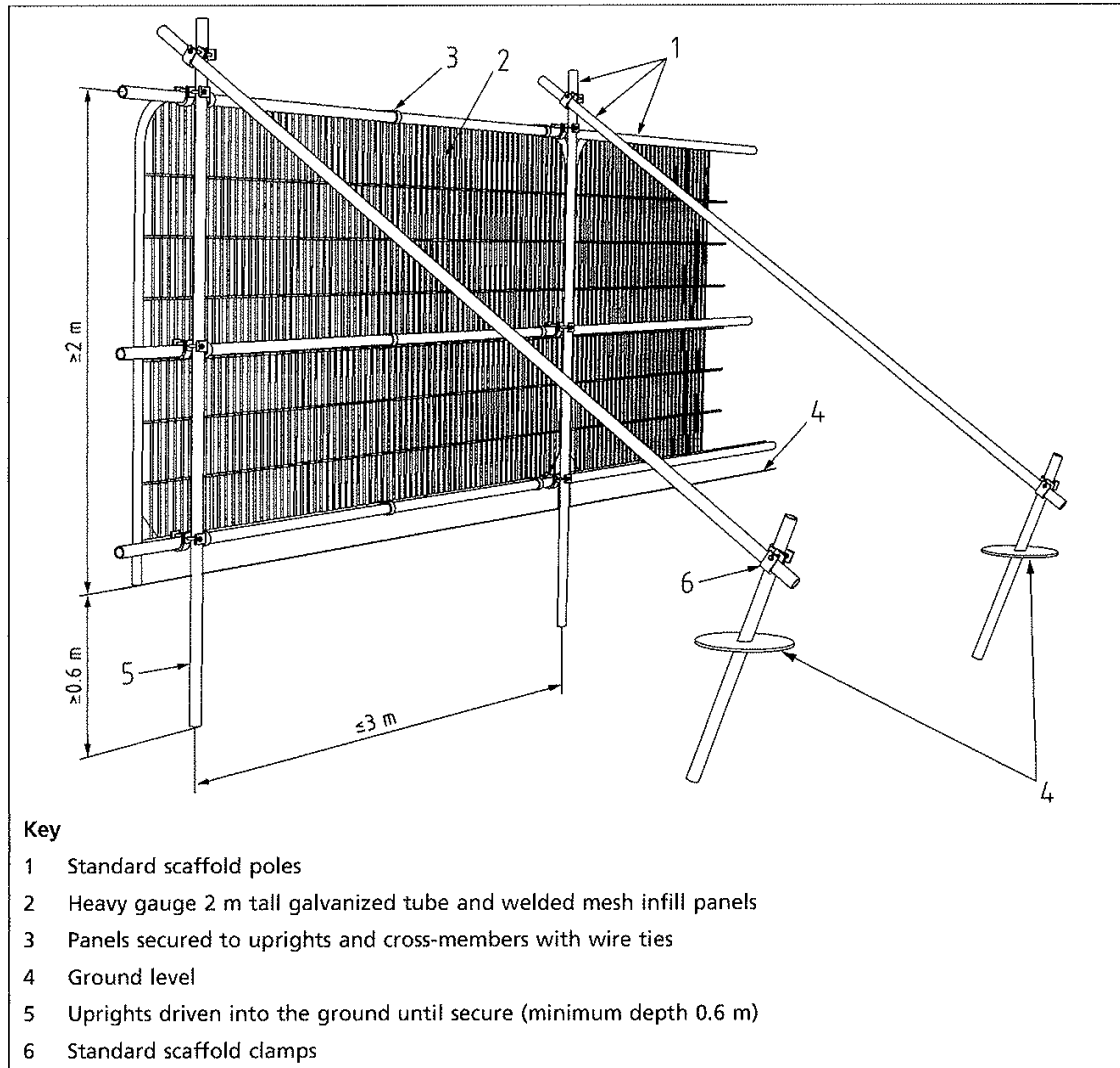 1
3
2
≥2 m
4
6
5
≥0.6 m
≤3 m
4
Key
1 Standard scaffold poles
2 Heavy gauge 2 m tall galvanized tube and welded mesh infill panels
3 Panels secured to uprights and cross-members with wire ties
4 Ground level
5 Uprights driven into the ground until secure (minimum depth 0.6 m)
6 Standard scaffold clamps